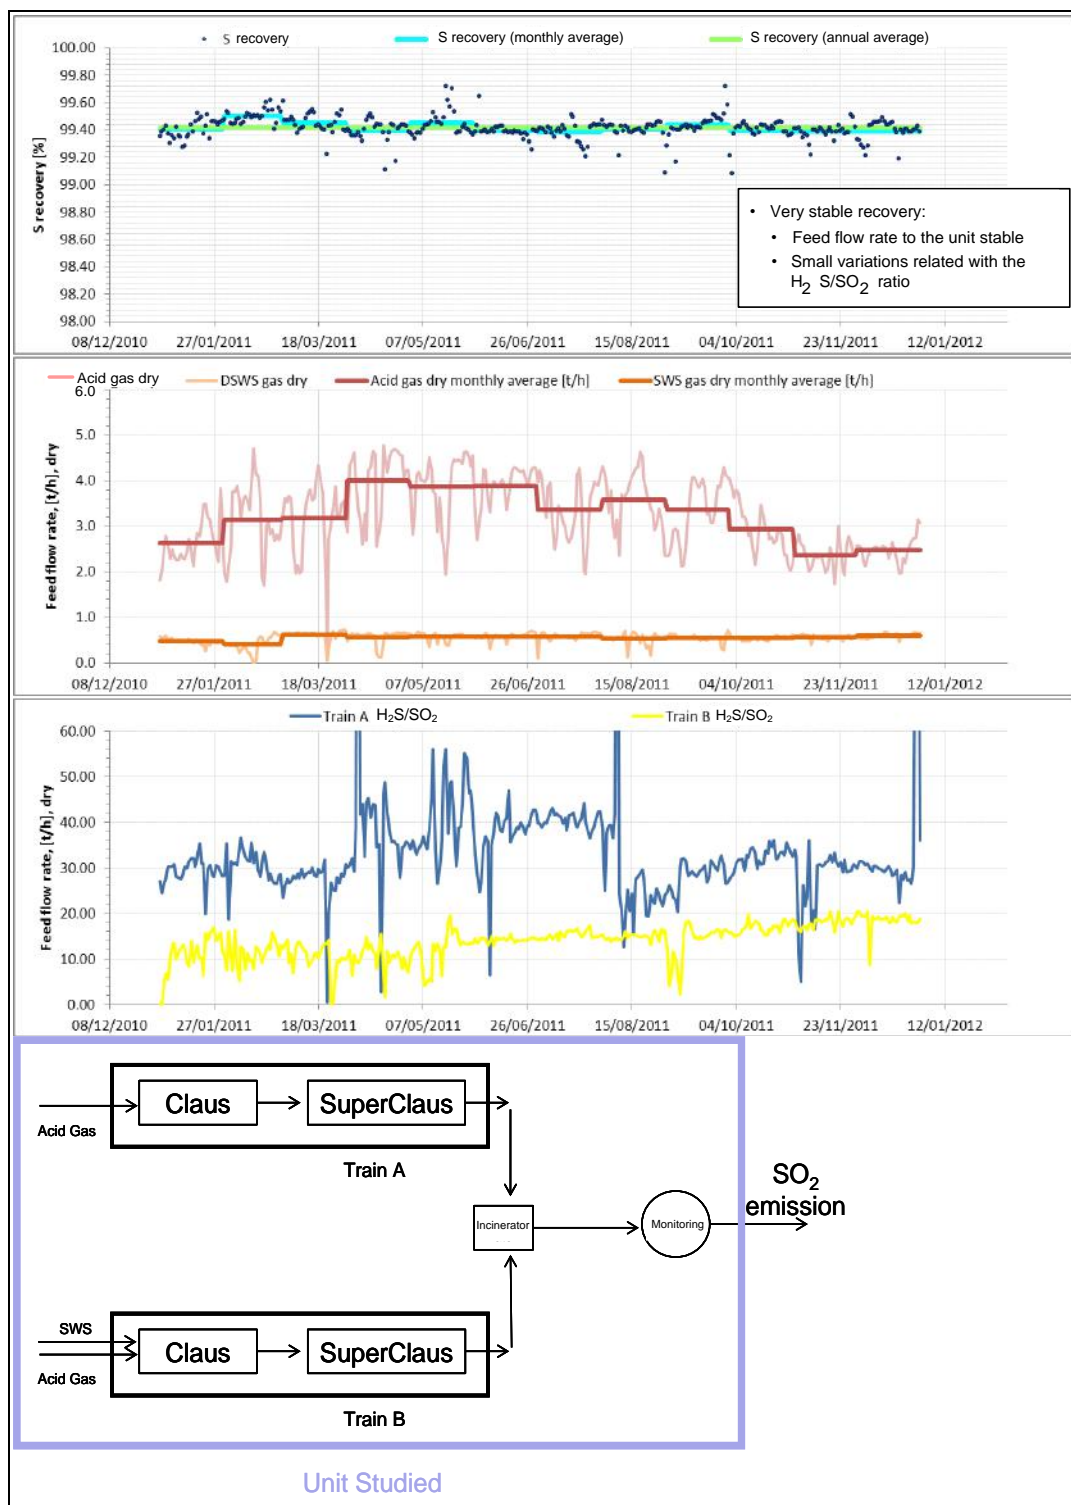 S recovery
S recovery (monthly average)
S recovery (annual average)
100.00
99.80
99.60
99.40
99.20
99.00
98.80
98.60
98.40
98.20
98.00
S recovery [%]
• Very stable recovery:
• Feed flow rate to the unit stable
• Small variations related with the
H2 S/SO2 ratio
08/12/2010 27/01/2011 18/03/2011 07/05/2011 26/06/2011 15/08/2011 04/10/2011 23/11/2011 12/01/2012
Acid gas dry
DSWS gas dry
Acid gas dry monthly average [t/h]
SWS gas dry monthly average [t/h]
6.0
5.0
4.0
3.0
2.0
1.0
0.0
Feed flow rate, [t/h], dry
08/12/2010 27/01/2011 18/03/2011 07/05/2011 26/06/2011 15/08/2011 04/10/2011 23/11/2011 12/01/2012
Train A H2S/SO2
Train B H2S/SO2
60.00
50.00
40.00
30.00
20.00
10.00
0.00
Feed flow rate, [t/h], dry
08/12/2010 27/01/2011 18/03/2011 07/05/2011 26/06/2011 15/08/2011 04/10/2011 23/11/2011 12/01/2012
Claus
SuperClaus
Acid Gas
Train A
SO2
emission
Incinerator
Monitoring
SWS
Claus
SuperClaus
Acid Gas
Train B
Unit Studied